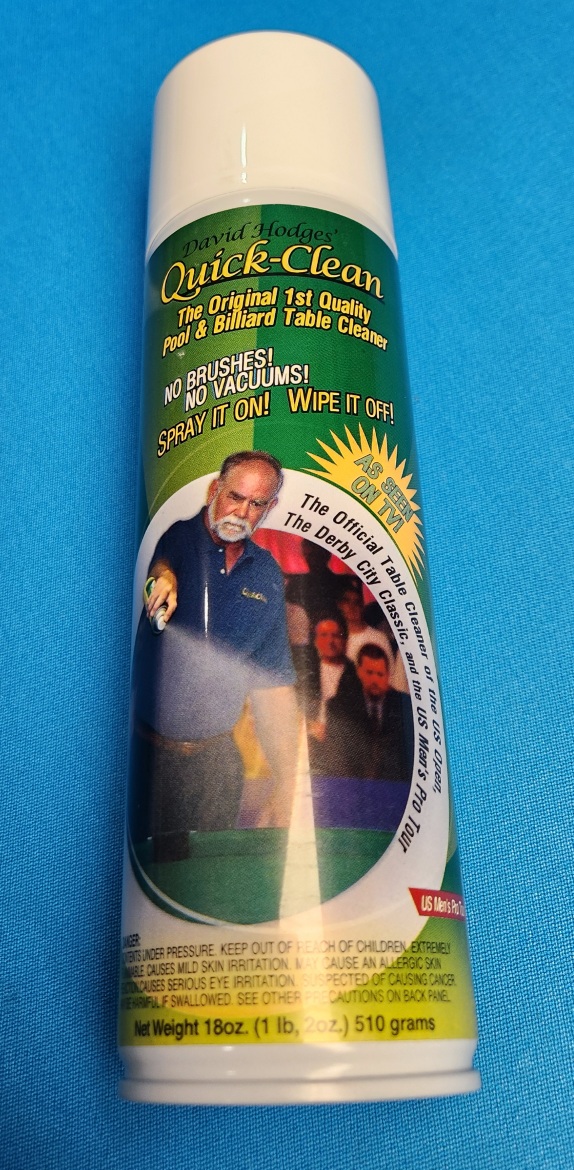 David Hodges'
Quick-Clean
The Original 1st Quality
Pool & Billiard Table Cleaner
NO BRUSHES!
NO VACUUMS!
SPRAY IT ON! WIPE IT OFF!
AS SEEN
ON TV!
The Official Table Cleaner of the US Open,
The Derby City Classic, and the US Men's Pro Tour
US Men's Pro
UNDER PRESSURE. KEEP OUT OF REACH OF CHILDREN. EXTREMELY
CAUSES MILD SKIN IRRITATION. MAY CAUSE AN ALLERGIC SKIN
CAUSES SERIOUS EYE IRRITATION. SUSPECTED OF CAUSING CANCER.
HARMFUL IF SWALLOWED. SEE OTHER PRECAUTIONS ON BACK PANEL.
Net Weight 18oz. (1 lb, 2oz.) 510 grams